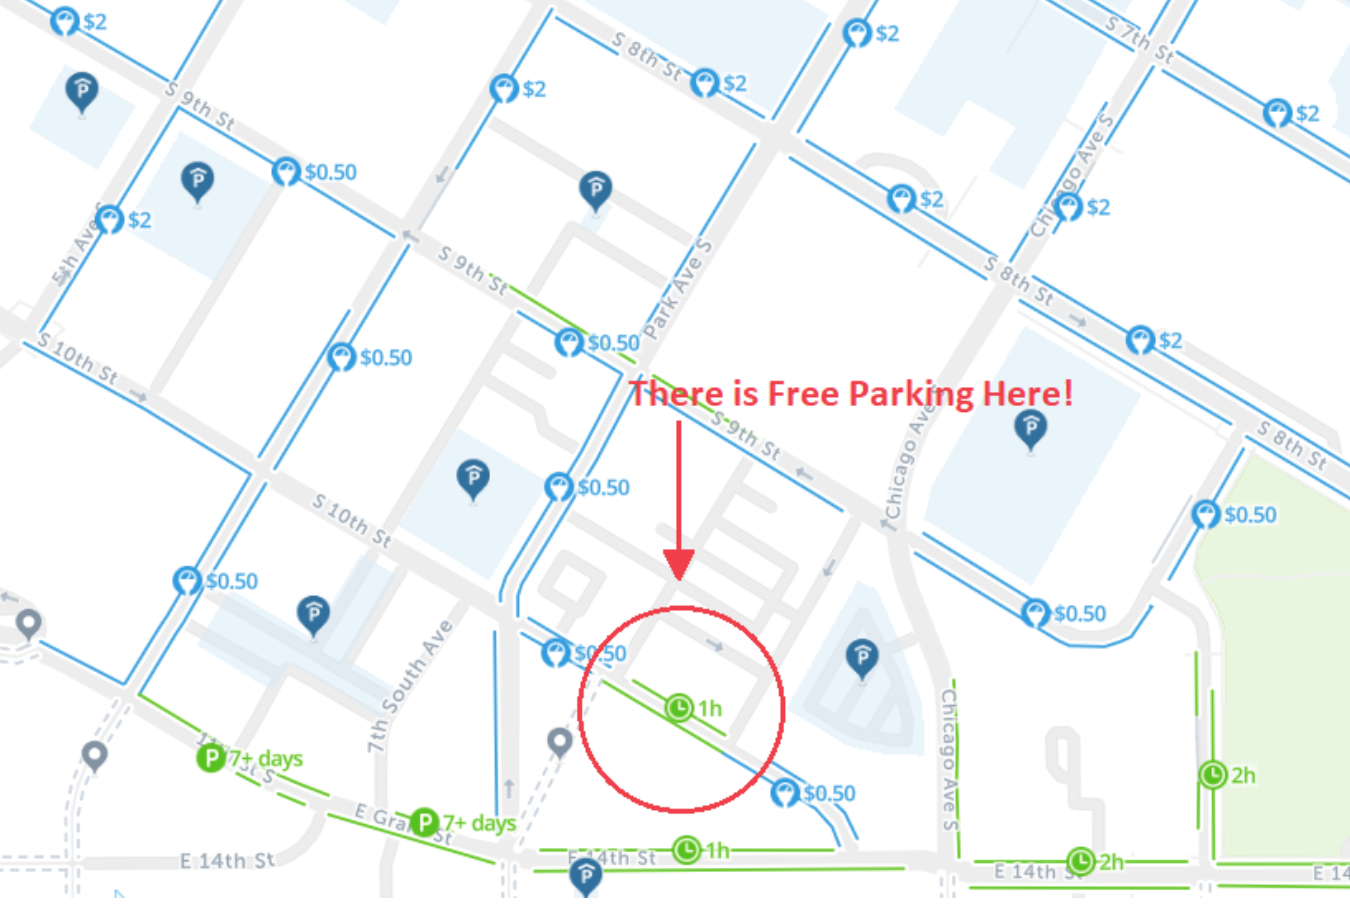 $2
S 9th St
$2
S 8th St
$2
$2
S 7th St
$2
$0.50
$2
5th Ave S
$2
Chicago Ave S
$2
S 9th St
Park Ave S
S 8th St
$0.50
$2
S 10th St
$0.50
There is Free Parking Here!
S 9th St
Chicago Ave S
S 8th St
$0.50
$0.50
S 10th St
$0.50
$0.50
7th South Ave
$0.50
1h
Chicago Ave S
7+ days
2h
$0.50
7+ days
E 14th St
E 14th St
1h
E 14th St
2h
E 14
P
P
P
P
P
P
P
P
P
P